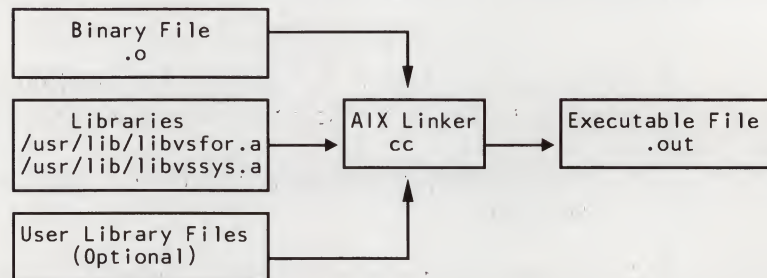 Binary File
.o
Libraries
/usr/lib/libvsfor.a
/usr/lib/libvssys.a
User Library Files
(Optional)
AIX Linker
cc
Executable File
.out